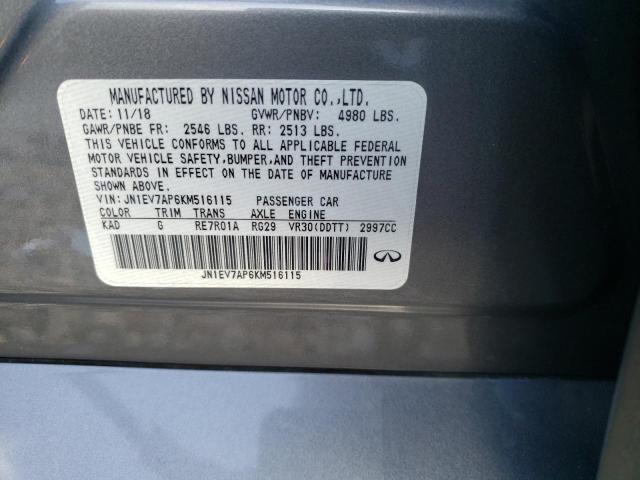 MANUFACTURED BY NISSAN MOTOR CO.,LTD.
DATE: 11/18 GVWR/PNBV: 4980 LBS.
GAWR/PNBE FR: 2546 LBS. RR: 2513 LBS.
THIS VEHICLE CONFORMS TO ALL APPLICABLE FEDERAL
MOTOR VEHICLE SAFETY,BUMPER,AND THEFT PREVENTION
STANDARDS IN EFFECT ON THE DATE OF MANUFACTURE
SHOWN ABOVE.
VIN: JN1EV7AP6KM516115 PASSENGER CAR
COLOR TRIM TRANS AXLE ENGINE
KAD G RE7R01A RG29 VR30(DDTT) 2997CC
JN1EV7AP6KM516115